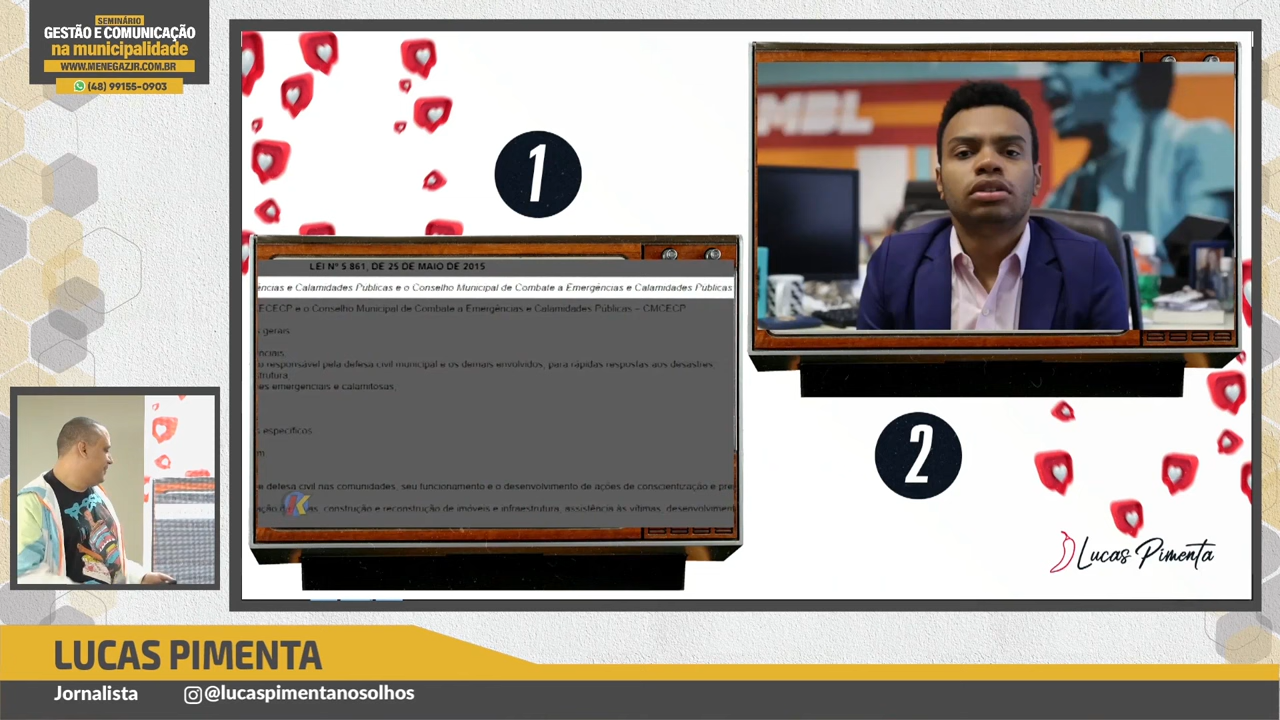 SEMINÁRIO
GESTÃO E COMUNICAÇÃO
na municipalidade
WWW.MENEGAZJR.COM.BR
(48) 99155-0903
1
MBL
LEI Nº 5.861, DE 25 DE MAIO DE 2015
ências e Calamidades Públicas e o Conselho Municipal de Combate a Emergências e Calamidades Públicas
ECECP e o Conselho Municipal de Combate a Emergências e Calamidades Públicas – CMCECP
s gerais.
enciais;
o responsável pela defesa civil municipal e os demais envolvidos, para rápidas respostas aos desastres
strutura
es emergenciais e calamitosas;
s específicos.
m
e defesa civil nas comunidades, seu funcionamento e o desenvolvimento de ações de conscientização e pre
construção e reconstrução de imóveis e infraestrutura, assistência às vítimas, desenvolviment
2
Lucas Pimenta
LUCAS PIMENTA
Jornalista
@lucaspimentanosolhos